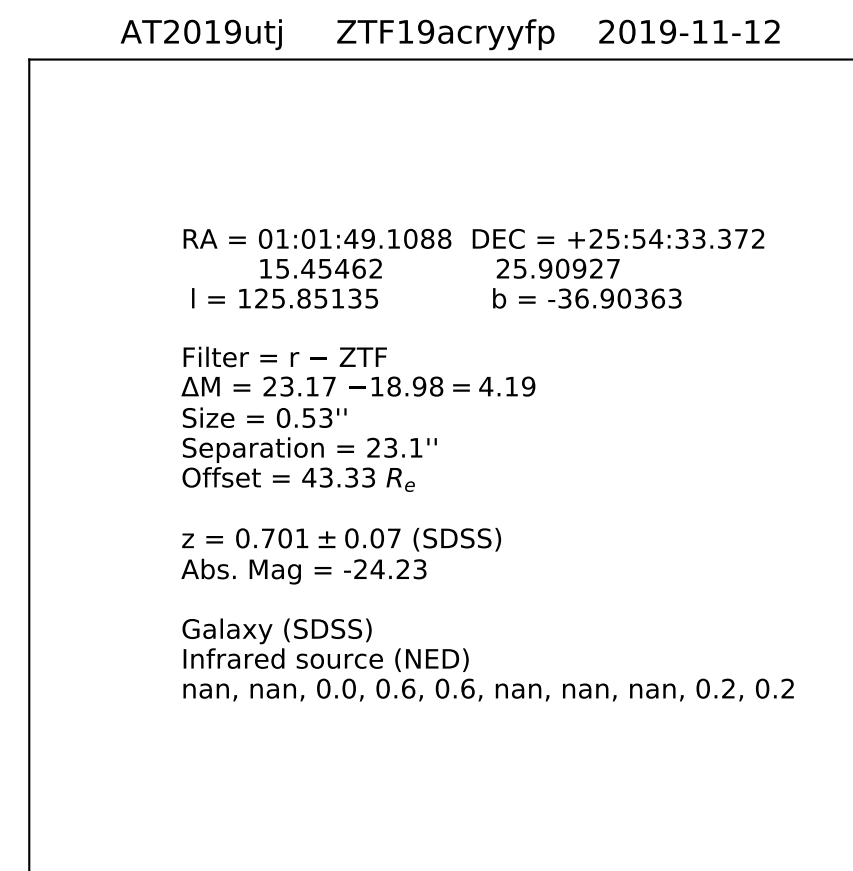 AT2019utj ZTF19acryyfp 2019-11-12
RA = 01:01:49.1088 DEC = +25:54:33.372
15.45462 25.90927
l = 125.85135 b = -36.90363
Filter = r − ZTF
ΔM = 23.17 −18.98 = 4.19
Size = 0.53''
Separation = 23.1''
Offset = 43.33 Re
z = 0.701 ± 0.07 (SDSS)
Abs. Mag = -24.23
Galaxy (SDSS)
Infrared source (NED)
nan, nan, 0.0, 0.6, 0.6, nan, nan, nan, 0.2, 0.2